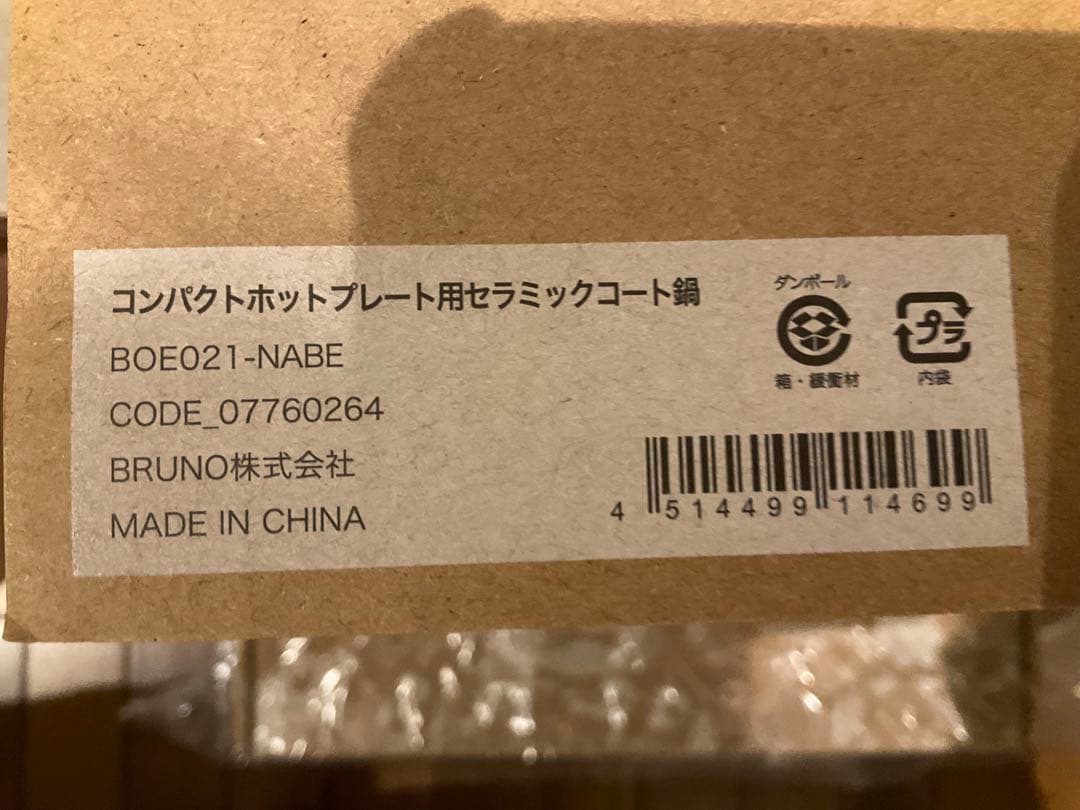 コンパクトホットプレート用セラミックコート鍋
BOE021-NABE
CODE_07760264
BRUNO株式会社
MADE IN CHINA
ダンボール
箱・緩衝材
プラ
内袋
4 514499 114699